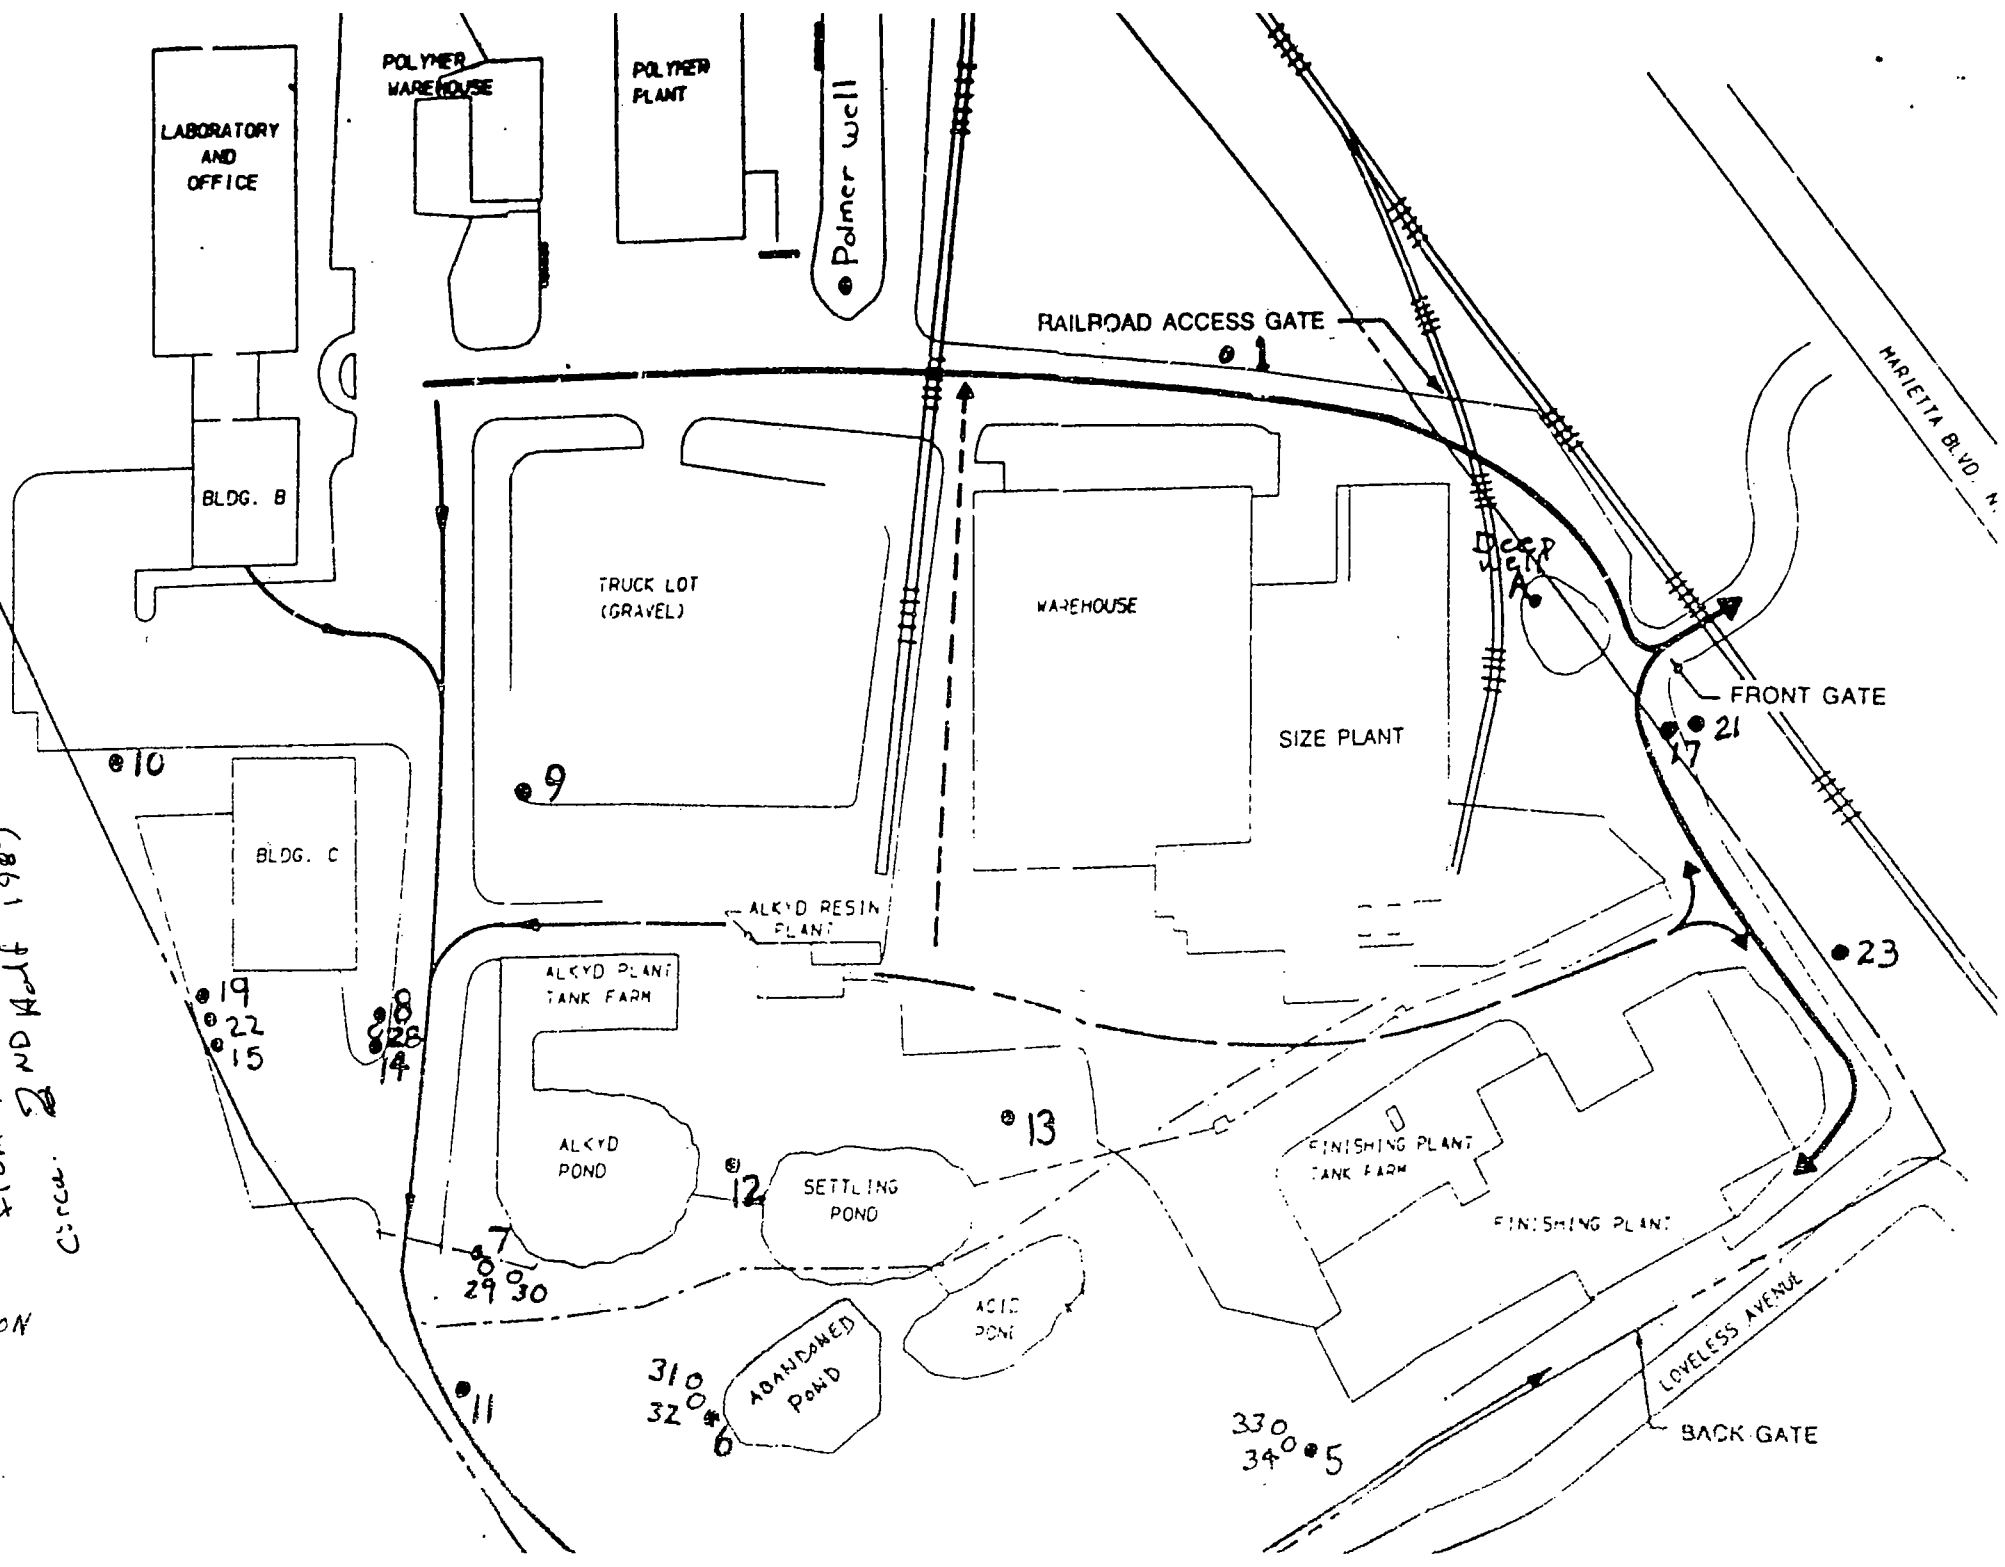 POLYMER
WAREHOUSE
POLYMER
PLANT
Polmer well
LABORATORY
AND
OFFICE
RAILROAD ACCESS GATE
1
MARIETTA BLVD. N.
BLDG. B
TRUCK LOT
(GRAVEL)
WAREHOUSE
Deep
Well
A
FRONT GATE
21
17
SIZE PLANT
10
9
BLDG. C
ALKYD RESIN
PLANT
ALKYD PLANT
TANK FARM
23
19
22
15
8
28
14
13
ALKYD
POND
12
SETTLING
POND
FINISHING PLANT
TANK FARM
FINISHING PLANT
7
29
30
ACID
POND
ABANDONED
POND
31
32
6
11
33
34
5
LOVELESS AVENUE
BACK GATE
Circa. 2ND Half 198
ON